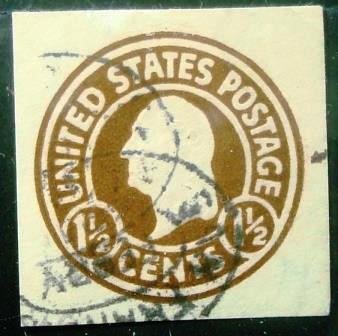 UNITED STATES POSTAGE
1½ 1½
CENTS